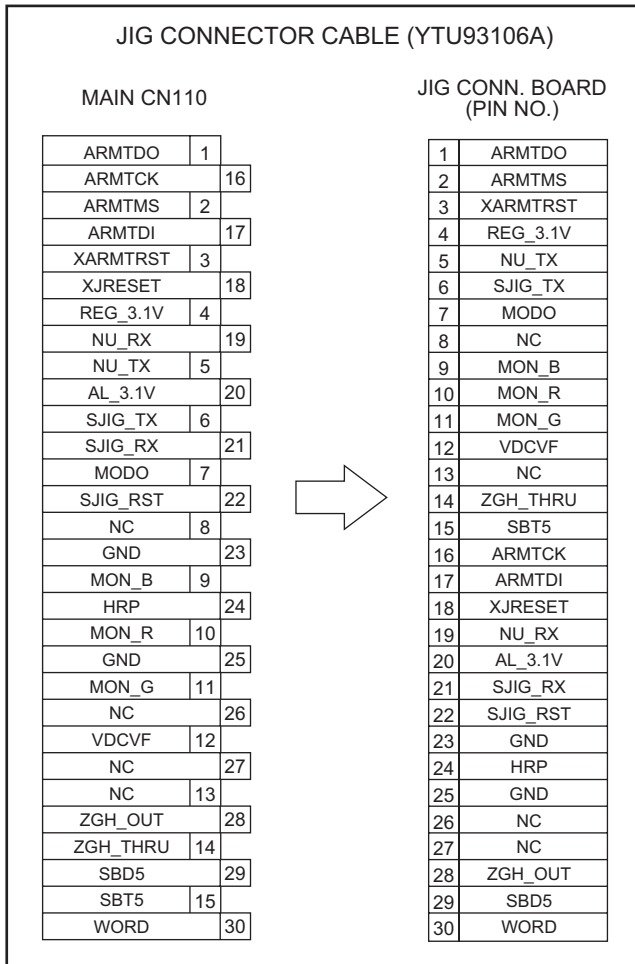 JIG CONNECTOR CABLE (YTU93106A)
MAIN CN110
ARMTDO 1
ARMTCK 16
ARMTMS 2
ARMTDI 17
XARMTRST 3
XJRESET 18
REG_3.1V 4
NU_RX 19
NU_TX 5
AL_3.1V 20
SJIG_TX 6
SJIG_RX 21
MODO 7
SJIG_RST 22
NC 8
GND 23
MON_B 9
HRP 24
MON_R 10
GND 25
MON_G 11
NC 26
VDCVF 12
NC 27
NC 13
ZGH_OUT 28
ZGH_THRU 14
SBD5 29
SBT5 15
WORD 30
JIG CONN. BOARD
(PIN NO.)
1 ARMTDO
2 ARMTMS
3 XARMTRST
4 REG_3.1V
5 NU_TX
6 SJIG_TX
7 MODO
8 NC
9 MON_B
10 MON_R
11 MON_G
12 VDCVF
13 NC
14 ZGH_THRU
15 SBT5
16 ARMTCK
17 ARMTDI
18 XJRESET
19 NU_RX
20 AL_3.1V
21 SJIG_RX
22 SJIG_RST
23 GND
24 HRP
25 GND
26 NC
27 NC
28 ZGH_OUT
29 SBD5
30 WORD